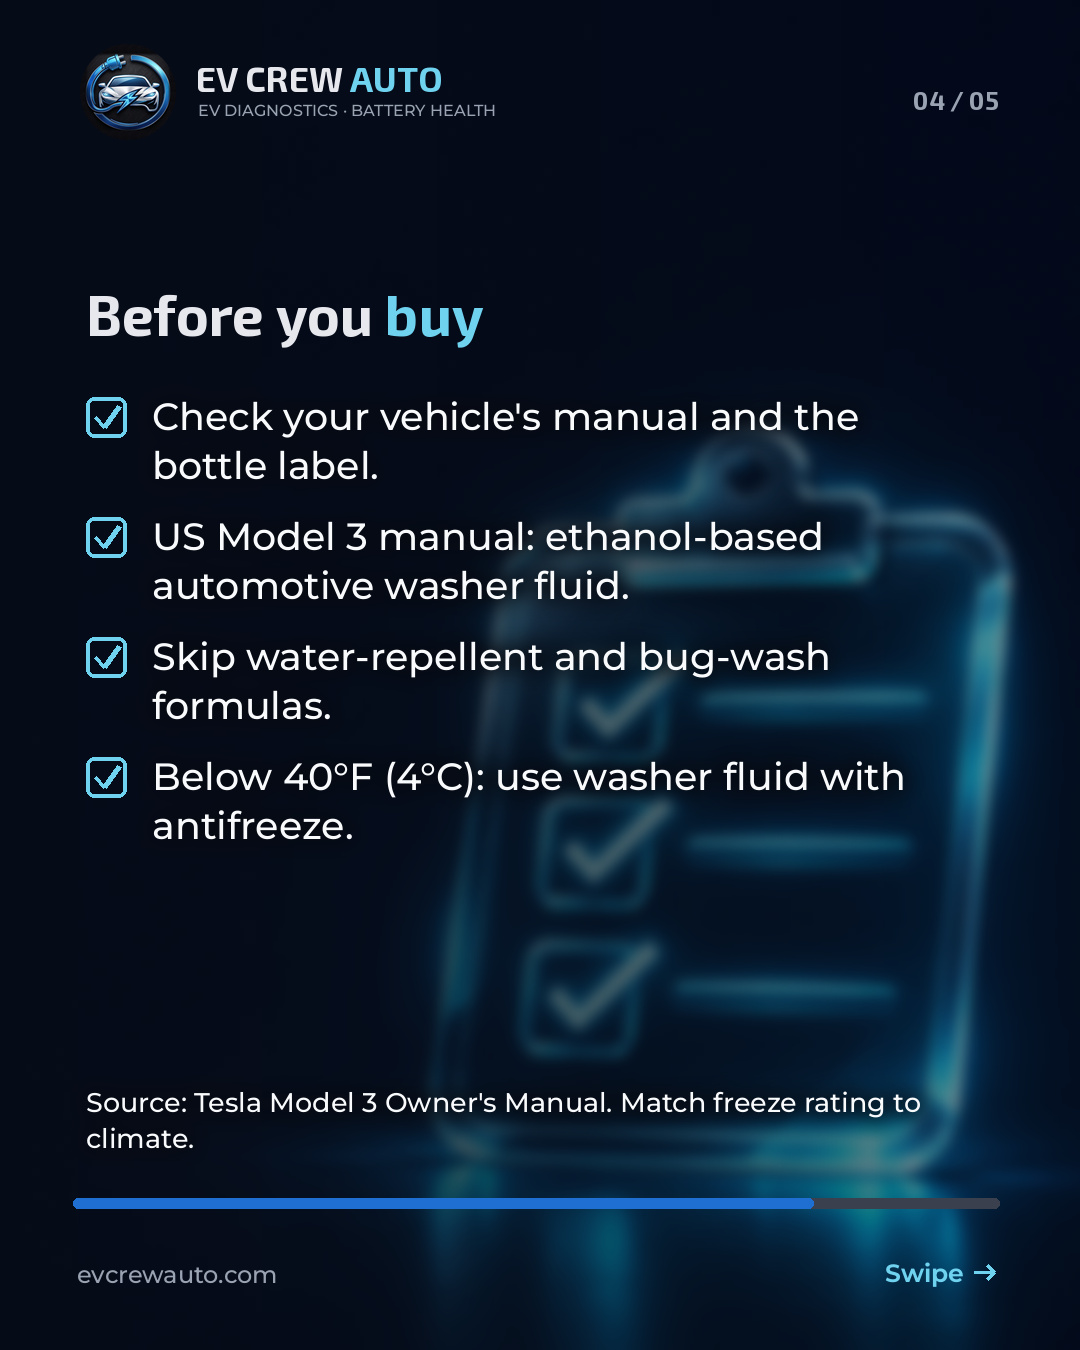 EV CREW AUTO
EV DIAGNOSTICS · BATTERY HEALTH
04 / 05
Before you buy
Check your vehicle's manual and the
bottle label.
US Model 3 manual: ethanol-based
automotive washer fluid.
Skip water-repellent and bug-wash
formulas.
Below 40°F (4°C): use washer fluid with
antifreeze.
Source: Tesla Model 3 Owner's Manual. Match freeze rating to
climate.
evcrewauto.com
Swipe →